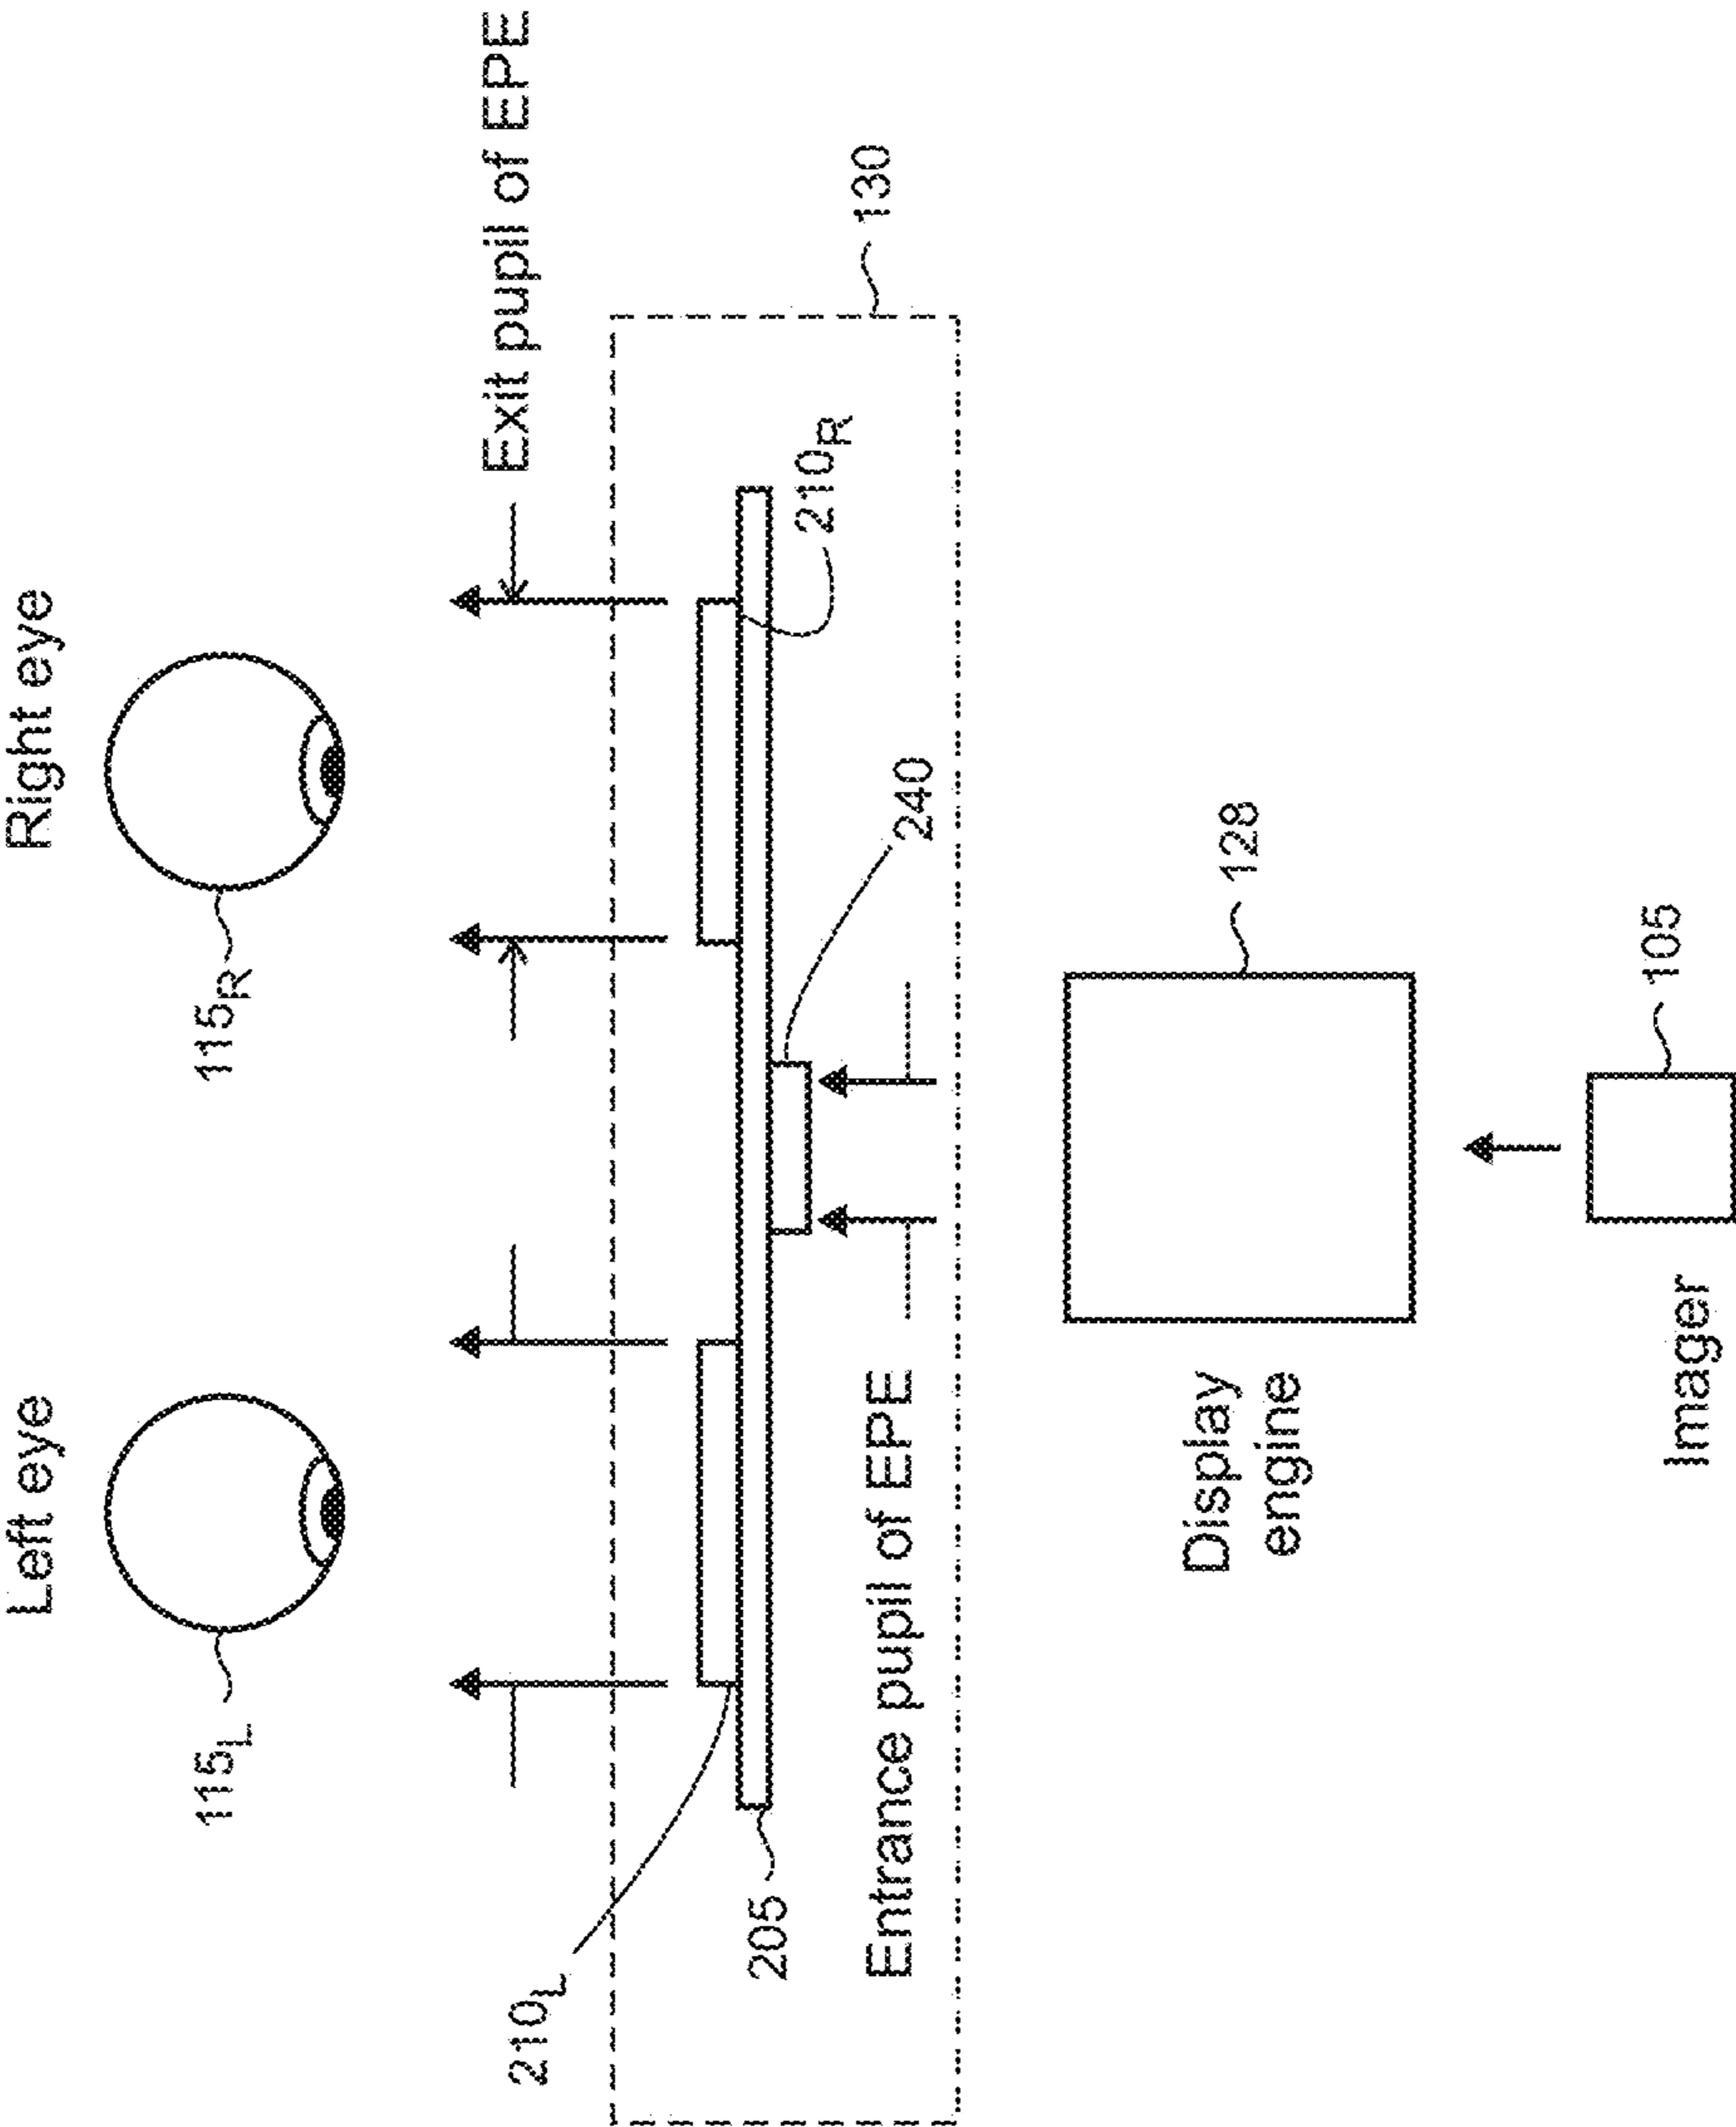 Left eye
Right eye
115L
115R
Exit pupil of EPE
210L
210R
130
205
240
Entrance pupil of EPE
Display
engine
128
Imager
105